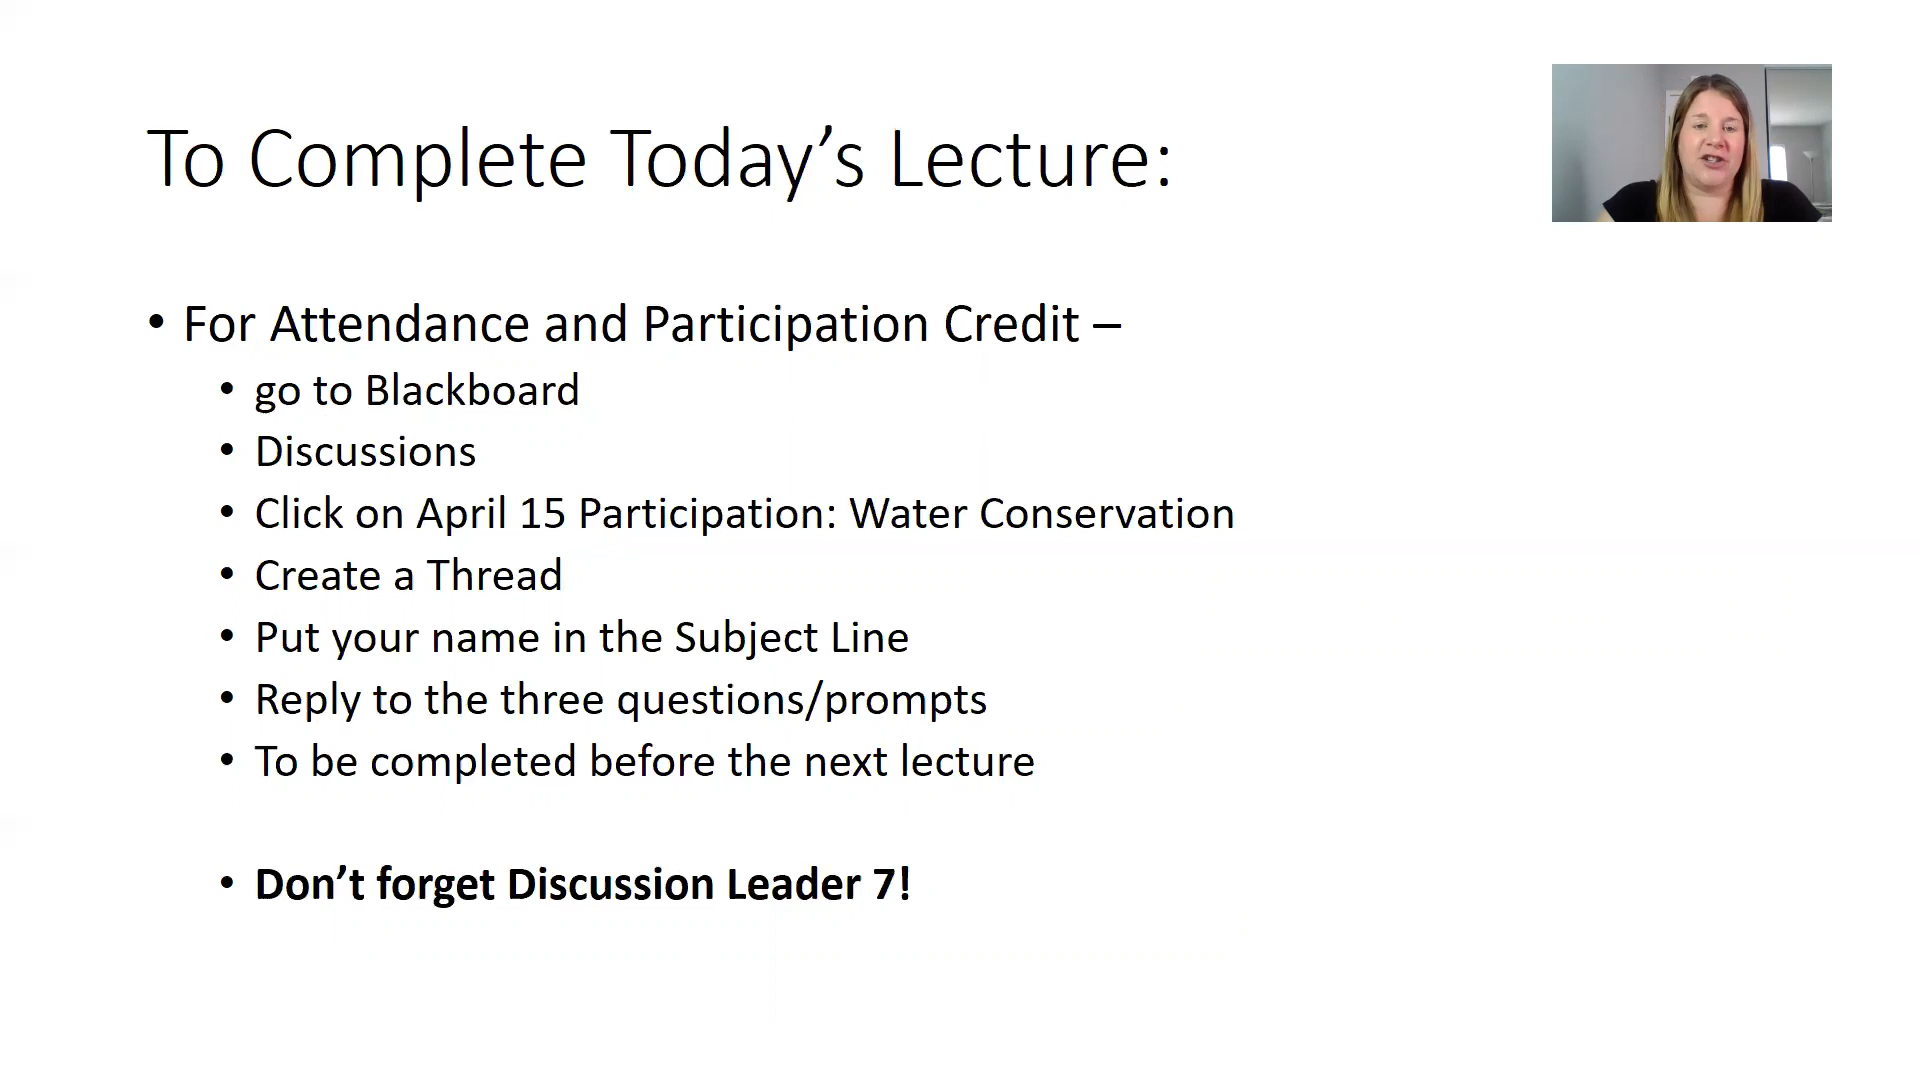 To Complete Today’s Lecture:
• For Attendance and Participation Credit –
• go to Blackboard
• Discussions
• Click on April 15 Participation: Water Conservation
• Create a Thread
• Put your name in the Subject Line
• Reply to the three questions/prompts
• To be completed before the next lecture
• Don’t forget Discussion Leader 7!